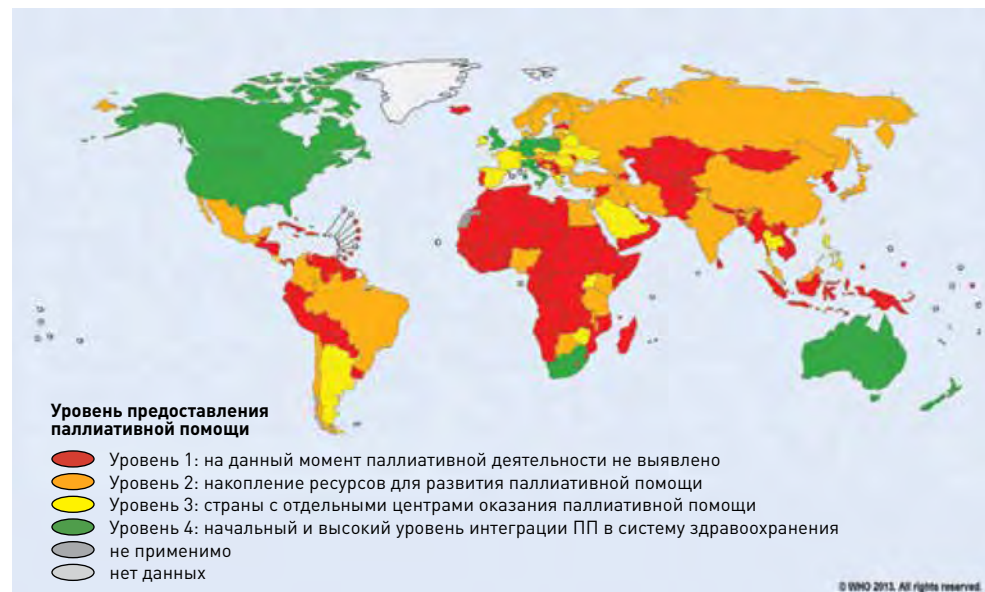 Уровень предоставления
паллиативной помощи
Уровень 1: на данный момент паллиативной деятельности не выявлено
Уровень 2: накопление ресурсов для развития паллиативной помощи
Уровень 3: страны с отдельными центрами оказания паллиативной помощи
Уровень 4: начальный и высокий уровень интеграции ПП в систему здравоохранения
не применимо
нет данных
© WHO 2013. All rights reserved.